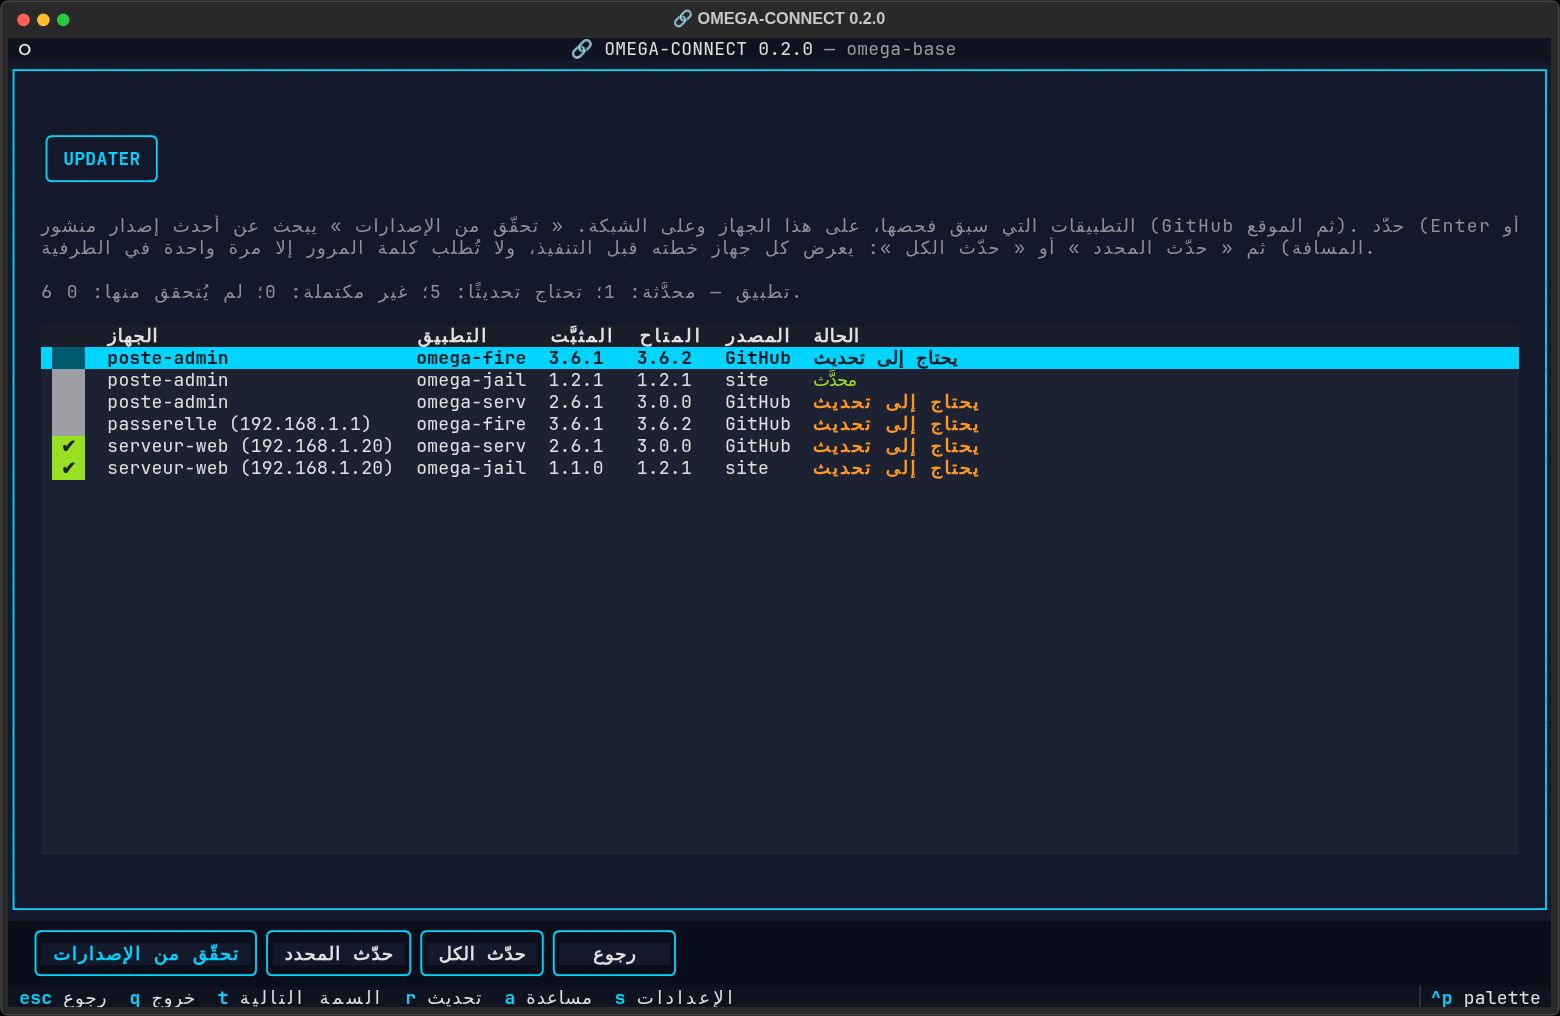 🔗 OMEGA-CONNECT 0.2.0
🔗 OMEGA-CONNECT 0.2.0 — omega-base
UPDATER
التطبيقات التي سبق فحصها، على هذا الجهاز وعلى الشبكة. « تحقّق من الإصدارات » يبحث عن أحدث إصدار منشور (GitHub ثم الموقع). حدّد (Enter أو
المسافة) ثم « حدّث المحدد » أو « حدّث الكل »: يعرض كل جهاز خطته قبل التنفيذ، ولا تُطلب كلمة المرور إلا مرة واحدة في الطرفية.
6 تطبيق — محدَّثة: 1؛ تحتاج تحديثًا: 5؛ غير مكتملة: 0؛ لم يُتحقق منها: 0.
الجهاز التطبيق المثبَّت المتاح المصدر الحالة
poste-admin omega-fire 3.6.1 3.6.2 GitHub يحتاج إلى تحديث
poste-admin omega-jail 1.2.1 1.2.1 site محدَّث
poste-admin omega-serv 2.6.1 3.0.0 GitHub يحتاج إلى تحديث
passerelle (192.168.1.1) omega-fire 3.6.1 3.6.2 GitHub يحتاج إلى تحديث
✔ serveur-web (192.168.1.20) omega-serv 2.6.1 3.0.0 GitHub يحتاج إلى تحديث
✔ serveur-web (192.168.1.20) omega-jail 1.1.0 1.2.1 site يحتاج إلى تحديث
تحقّق من الإصدارات حدّث المحدد حدّث الكل رجوع
esc رجوع q خروج t السمة التالية r تحديث a مساعدة s الإعدادات ^p palette